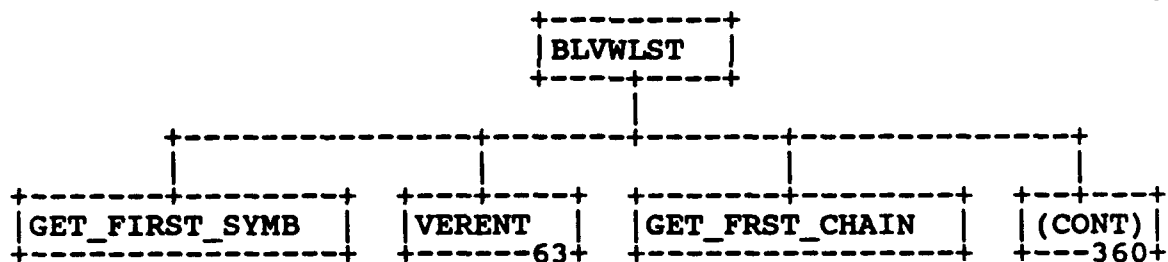 BLVWLST
GET_FIRST_SYMB VERENT GET_FRST_CHAIN (CONT)
63 360